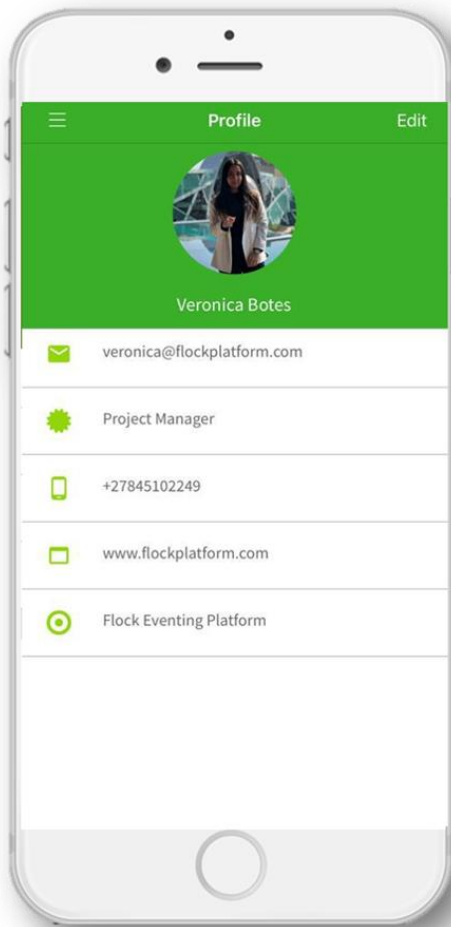 Profile
Edit
Veronica Botes
veronica@flockplatform.com
Project Manager
+27845102249
www.flockplatform.com
Flock Eventing Platform